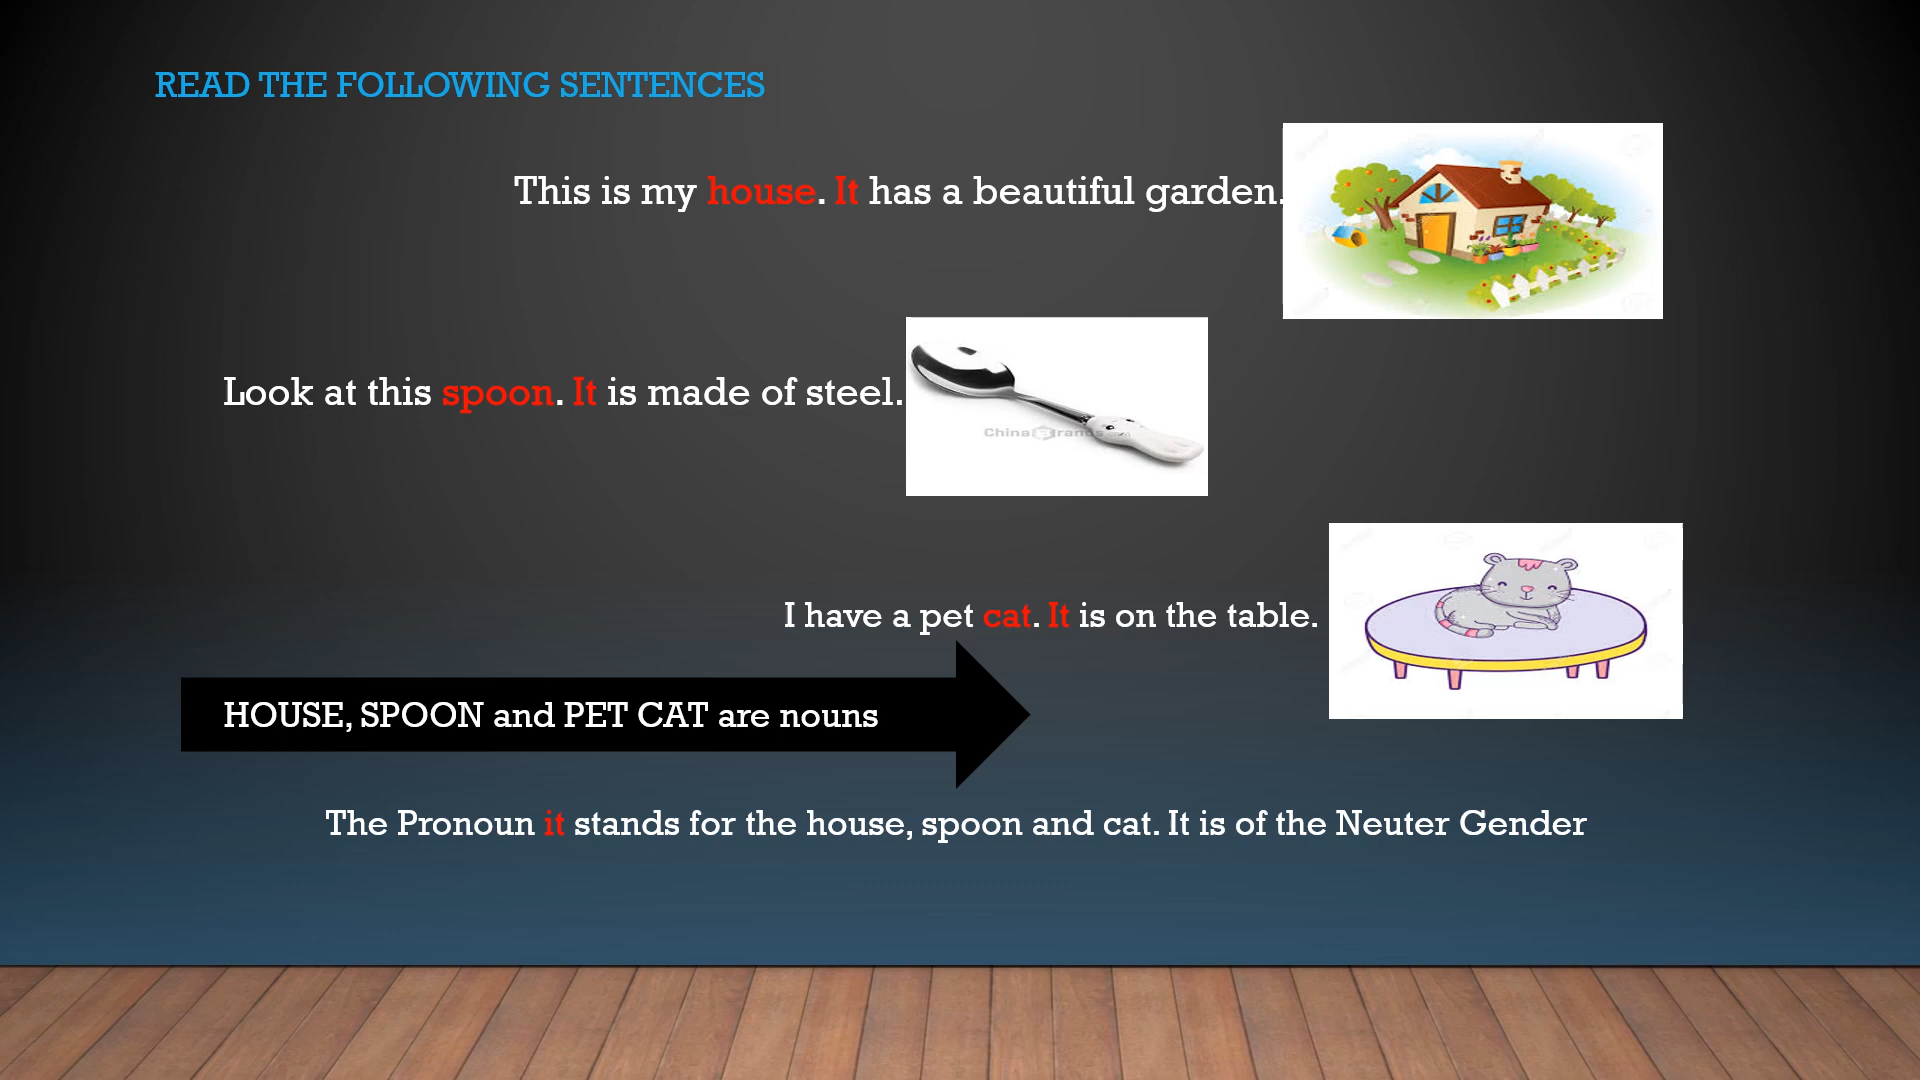 READ THE FOLLOWING SENTENCES
This is my house. It has a beautiful garden.
Look at this spoon. It is made of steel.
I have a pet cat. It is on the table.
HOUSE, SPOON and PET CAT are nouns
The Pronoun it stands for the house, spoon and cat. It is of the Neuter Gender